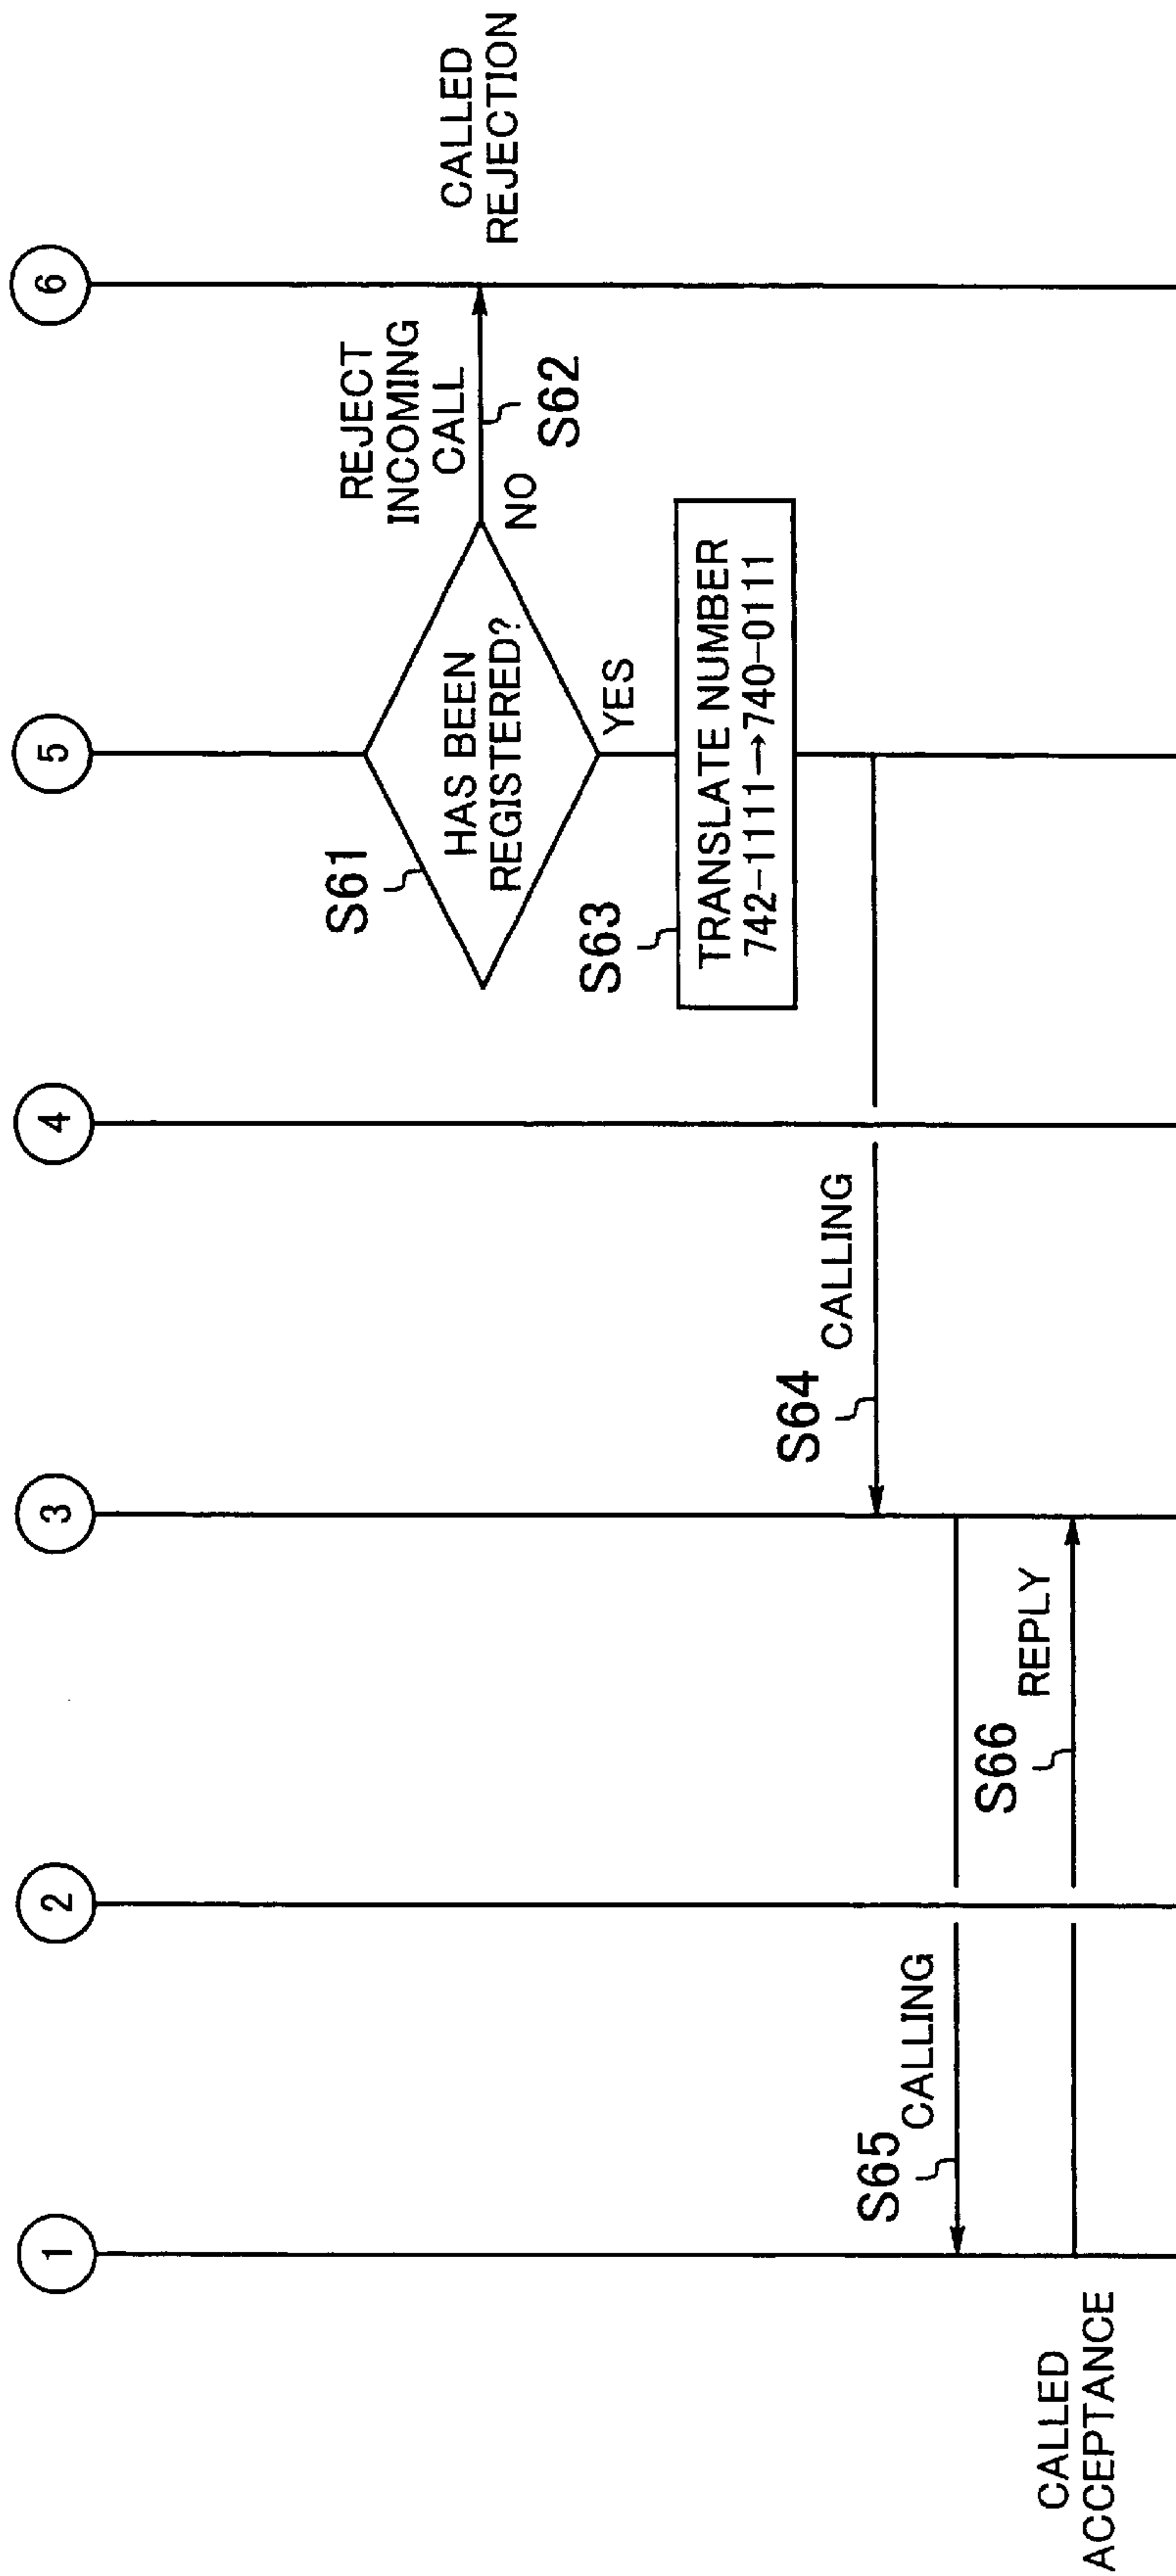 1
2
3
4
5
6
S61
HAS BEEN
REGISTERED?
REJECT
INCOMING
CALL
NO
S62
CALLED
REJECTION
YES
S63
TRANSLATE NUMBER
742-1111→740-0111
S64
CALLING
S65
CALLING
S66
REPLY
CALLED
ACCEPTANCE